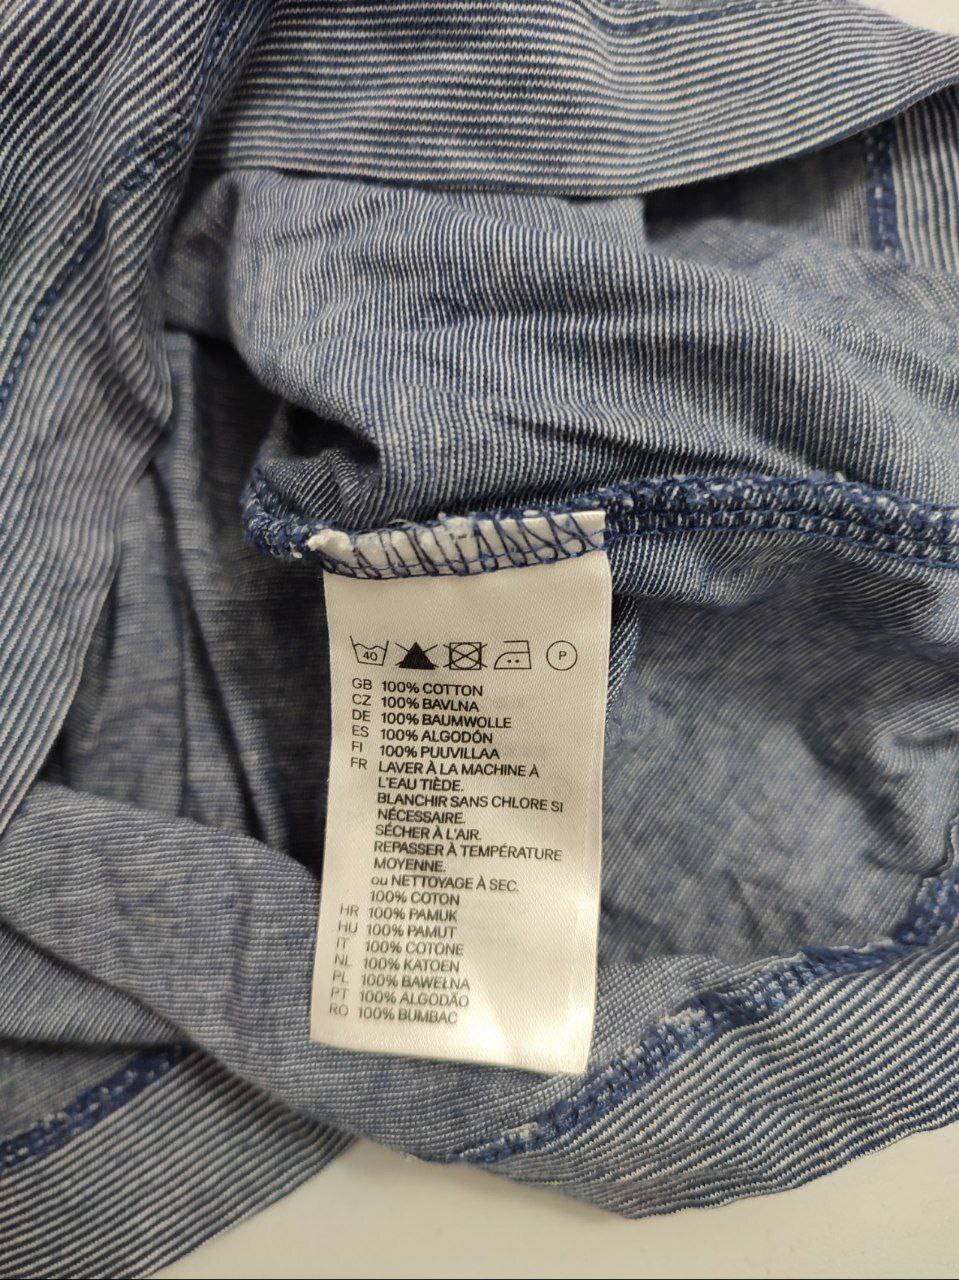 40 P
GB 100% COTTON
CZ 100% BAVLNA
DE 100% BAUMWOLLE
ES 100% ALGODÓN
FI 100% PUUVILLAA
FR LAVER À LA MACHINE À
L'EAU TIÈDE.
BLANCHIR SANS CHLORE SI
NÉCESSAIRE.
SÉCHER À L'AIR.
REPASSER À TEMPÉRATURE
MOYENNE.
ou NETTOYAGE À SEC.
100% COTON
HR 100% PAMUK
HU 100% PAMUT
IT 100% COTONE
NL 100% KATOEN
PL 100% BAWEŁNA
PT 100% ALGODÃO
RO 100% BUMBAC